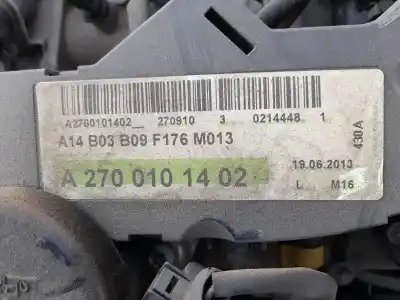 A2700101402__ 270910 3 0214448 1
A14 B03 B09 F176 M013
430A
A 270 010 14 02
19.06.2013
L M16